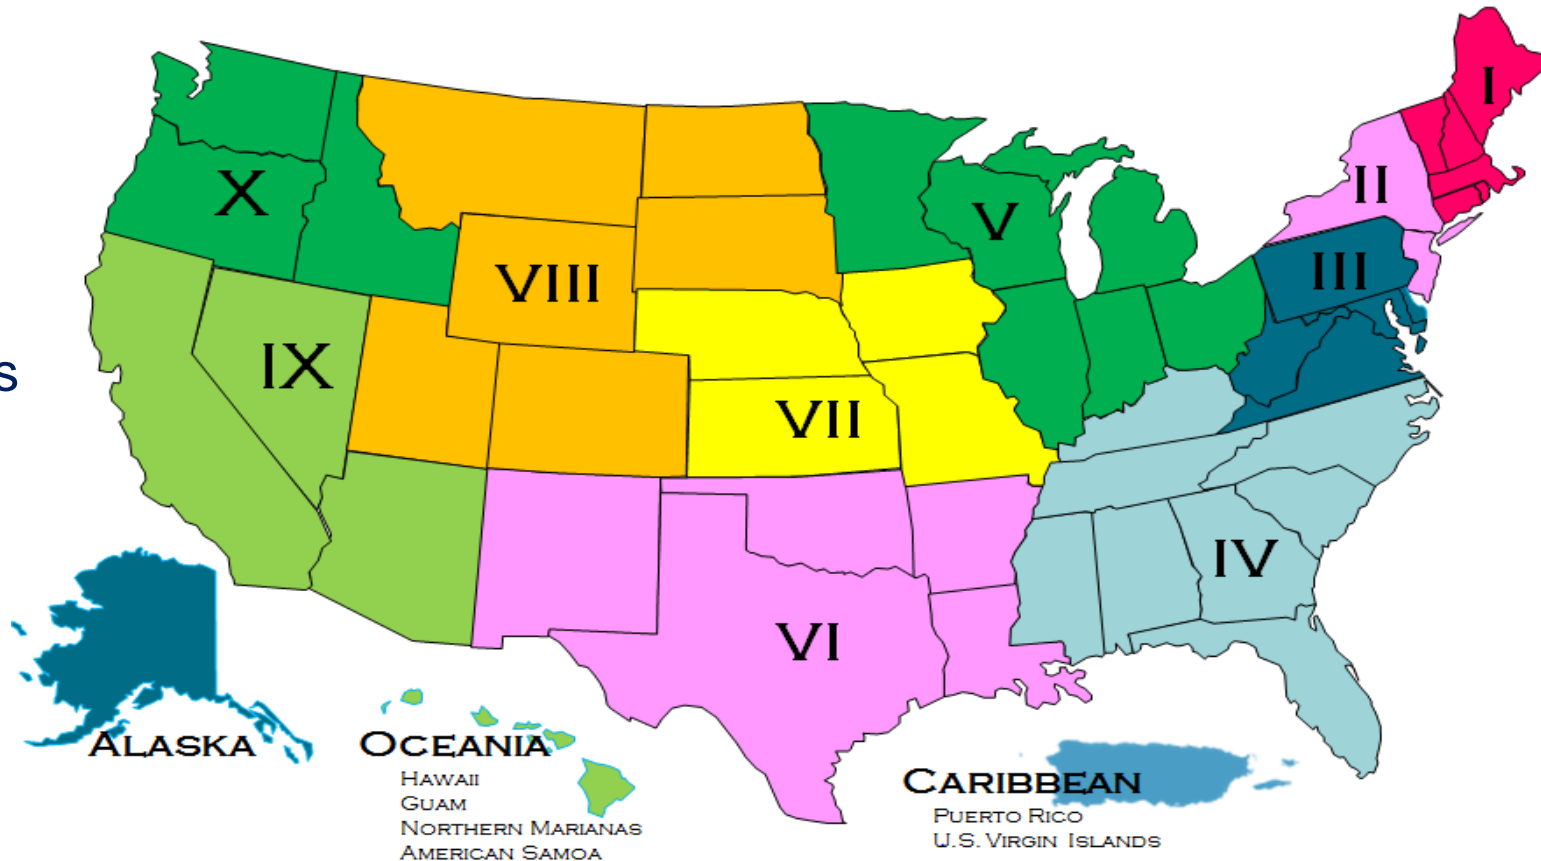 I
II
X
V
III
VIII
IX
VII
IV
VI
s
ALASKA
OCEANIA
HAWAII
GUAM
NORTHERN MARIANAS
AMERICAN SAMOA
CARIBBEAN
PUERTO RICO
U.S. VIRGIN ISLANDS